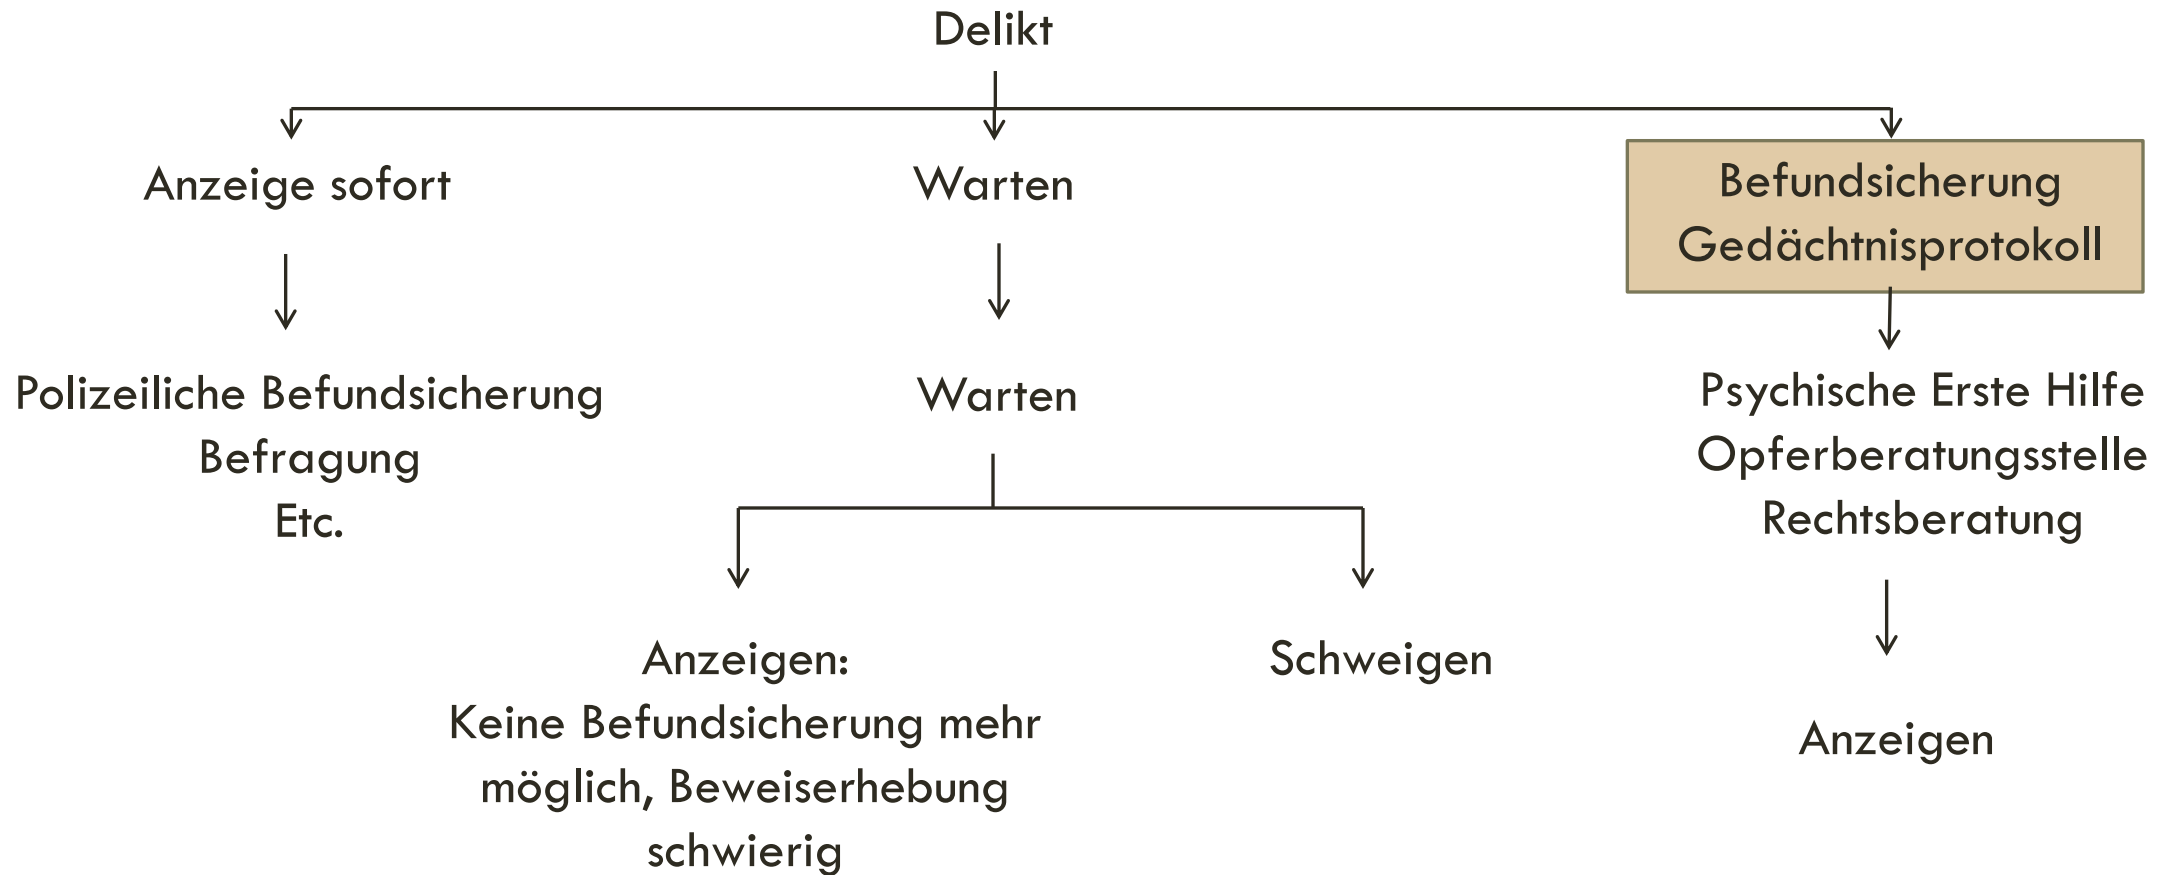 Delikt
Anzeige sofort
Warten
Befundsicherung
Gedächtnisprotokoll
Polizeiliche Befundsicherung
Befragung
Etc.
Warten
Psychische Erste Hilfe
Opferberatungsstelle
Rechtsberatung
Anzeigen:
Keine Befundsicherung mehr
möglich, Beweiserhebung
schwierig
Schweigen
Anzeigen